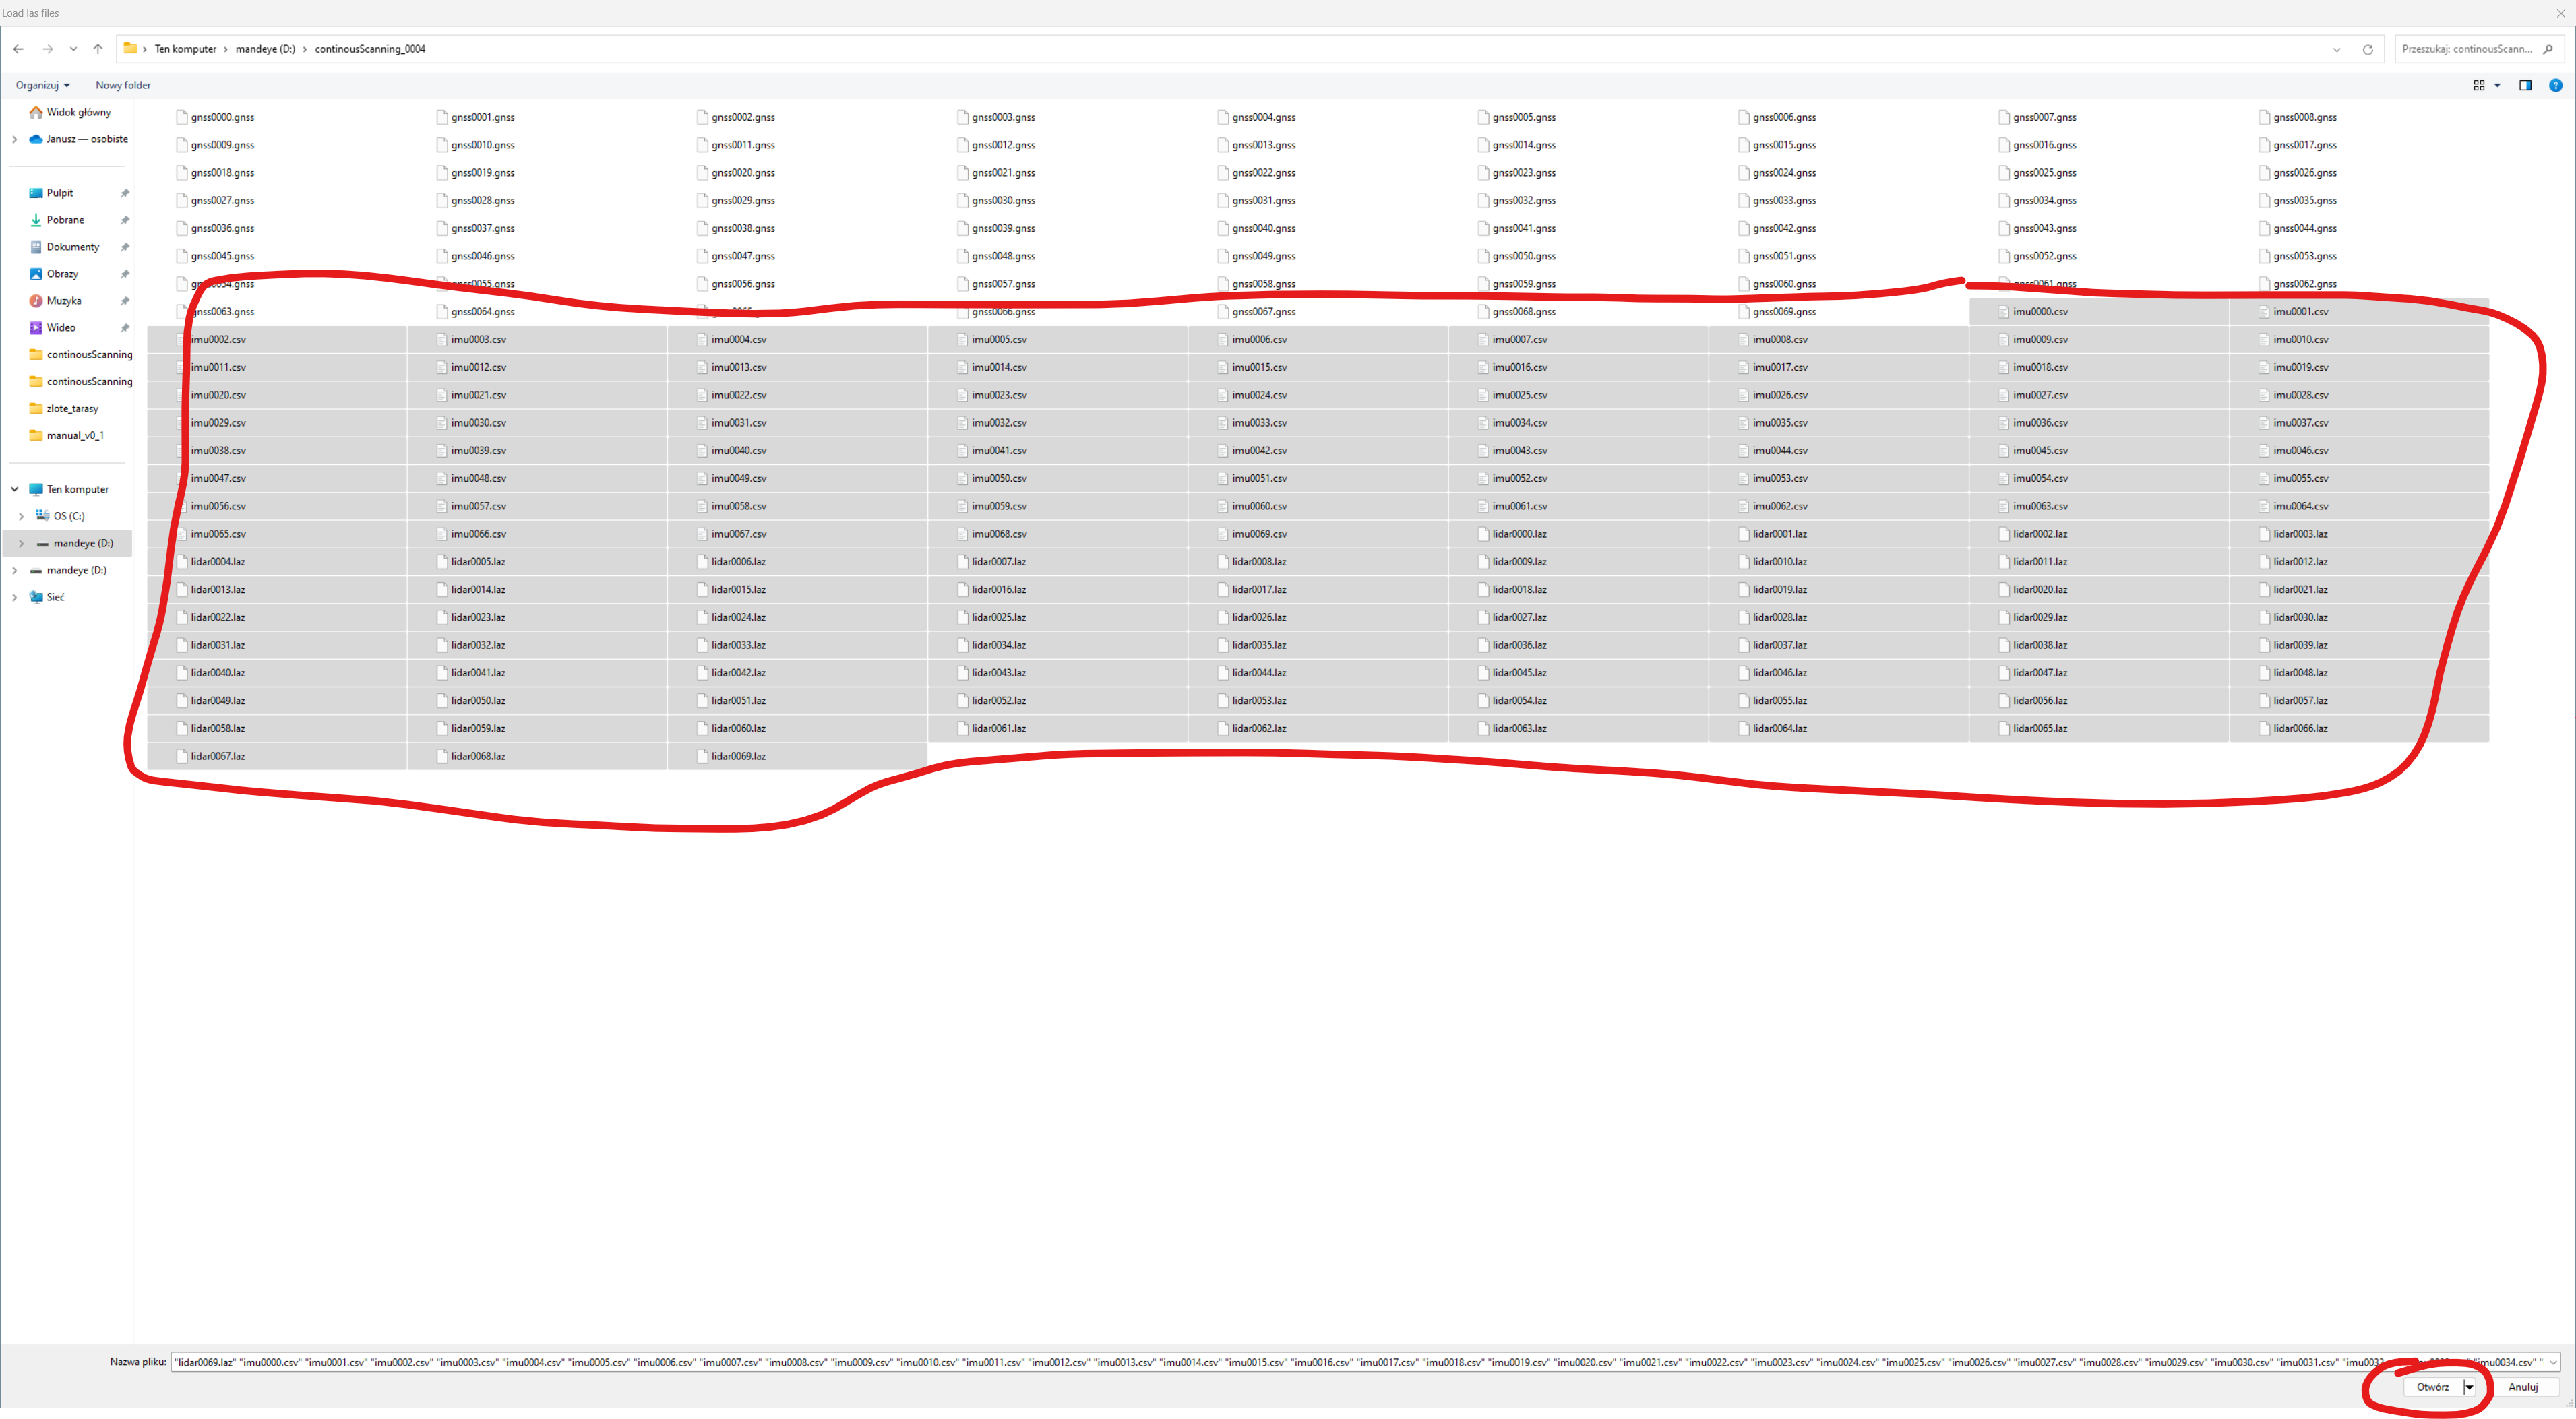 Load las files
Ten komputer > mandeye (D:) > continousScanning_0004
Przeszukaj: continousScann...
Organizuj
Nowy folder
Widok główny
Janusz — osobiste
Pulpit
Pobrane
Dokumenty
Obrazy
Muzyka
Wideo
continousScanning
continousScanning
zlote_tarasy
manual_v0_1
Ten komputer
OS (C:)
mandeye (D:)
mandeye (D:)
Sieć
gnss0000.gnss gnss0001.gnss gnss0002.gnss gnss0003.gnss gnss0004.gnss gnss0005.gnss gnss0006.gnss gnss0007.gnss gnss0008.gnss
gnss0009.gnss gnss0010.gnss gnss0011.gnss gnss0012.gnss gnss0013.gnss gnss0014.gnss gnss0015.gnss gnss0016.gnss gnss0017.gnss
gnss0018.gnss gnss0019.gnss gnss0020.gnss gnss0021.gnss gnss0022.gnss gnss0023.gnss gnss0024.gnss gnss0025.gnss gnss0026.gnss
gnss0027.gnss gnss0028.gnss gnss0029.gnss gnss0030.gnss gnss0031.gnss gnss0032.gnss gnss0033.gnss gnss0034.gnss gnss0035.gnss
gnss0036.gnss gnss0037.gnss gnss0038.gnss gnss0039.gnss gnss0040.gnss gnss0041.gnss gnss0042.gnss gnss0043.gnss gnss0044.gnss
gnss0045.gnss gnss0046.gnss gnss0047.gnss gnss0048.gnss gnss0049.gnss gnss0050.gnss gnss0051.gnss gnss0052.gnss gnss0053.gnss
gnss0054.gnss gnss0055.gnss gnss0056.gnss gnss0057.gnss gnss0058.gnss gnss0059.gnss gnss0060.gnss gnss0061.gnss gnss0062.gnss
gnss0063.gnss gnss0064.gnss gnss0066.gnss gnss0067.gnss gnss0068.gnss gnss0069.gnss imu0000.csv imu0001.csv
imu0002.csv imu0003.csv imu0004.csv imu0005.csv imu0006.csv imu0007.csv imu0008.csv imu0009.csv imu0010.csv
imu0011.csv imu0012.csv imu0013.csv imu0014.csv imu0015.csv imu0016.csv imu0017.csv imu0018.csv imu0019.csv
imu0020.csv imu0021.csv imu0022.csv imu0023.csv imu0024.csv imu0025.csv imu0026.csv imu0027.csv imu0028.csv
imu0029.csv imu0030.csv imu0031.csv imu0032.csv imu0033.csv imu0034.csv imu0035.csv imu0036.csv imu0037.csv
imu0038.csv imu0039.csv imu0040.csv imu0041.csv imu0042.csv imu0043.csv imu0044.csv imu0045.csv imu0046.csv
imu0047.csv imu0048.csv imu0049.csv imu0050.csv imu0051.csv imu0052.csv imu0053.csv imu0054.csv imu0055.csv
imu0056.csv imu0057.csv imu0058.csv imu0059.csv imu0060.csv imu0061.csv imu0062.csv imu0063.csv imu0064.csv
imu0065.csv imu0066.csv imu0067.csv imu0068.csv imu0069.csv lidar0000.laz lidar0001.laz lidar0002.laz lidar0003.laz
lidar0004.laz lidar0005.laz lidar0006.laz lidar0007.laz lidar0008.laz lidar0009.laz lidar0010.laz lidar0011.laz lidar0012.laz
lidar0013.laz lidar0014.laz lidar0015.laz lidar0016.laz lidar0017.laz lidar0018.laz lidar0019.laz lidar0020.laz lidar0021.laz
lidar0022.laz lidar0023.laz lidar0024.laz lidar0025.laz lidar0026.laz lidar0027.laz lidar0028.laz lidar0029.laz lidar0030.laz
lidar0031.laz lidar0032.laz lidar0033.laz lidar0034.laz lidar0035.laz lidar0036.laz lidar0037.laz lidar0038.laz lidar0039.laz
lidar0040.laz lidar0041.laz lidar0042.laz lidar0043.laz lidar0044.laz lidar0045.laz lidar0046.laz lidar0047.laz lidar0048.laz
lidar0049.laz lidar0050.laz lidar0051.laz lidar0052.laz lidar0053.laz lidar0054.laz lidar0055.laz lidar0056.laz lidar0057.laz
lidar0058.laz lidar0059.laz lidar0060.laz lidar0061.laz lidar0062.laz lidar0063.laz lidar0064.laz lidar0065.laz lidar0066.laz
lidar0067.laz lidar0068.laz lidar0069.laz
Nazwa pliku: "lidar0069.laz" "imu0000.csv" "imu0001.csv" "imu0002.csv" "imu0003.csv" "imu0004.csv" "imu0005.csv" "imu0006.csv" "imu0007.csv" "imu0008.csv" "imu0009.csv" "imu0010.csv" "imu0011.csv" "imu0012.csv" "imu0013.csv" "imu0014.csv" "imu0015.csv" "imu0016.csv" "imu0017.csv" "imu0018.csv" "imu0019.csv" "imu0020.csv" "imu0021.csv" "imu0022.csv" "imu0023.csv" "imu0024.csv" "imu0025.csv" "imu0026.csv" "imu0027.csv" "imu0028.csv" "imu0029.csv" "imu0030.csv" "imu0031.csv" "imu0032 "imu0034.csv" "
Otwórz Anuluj